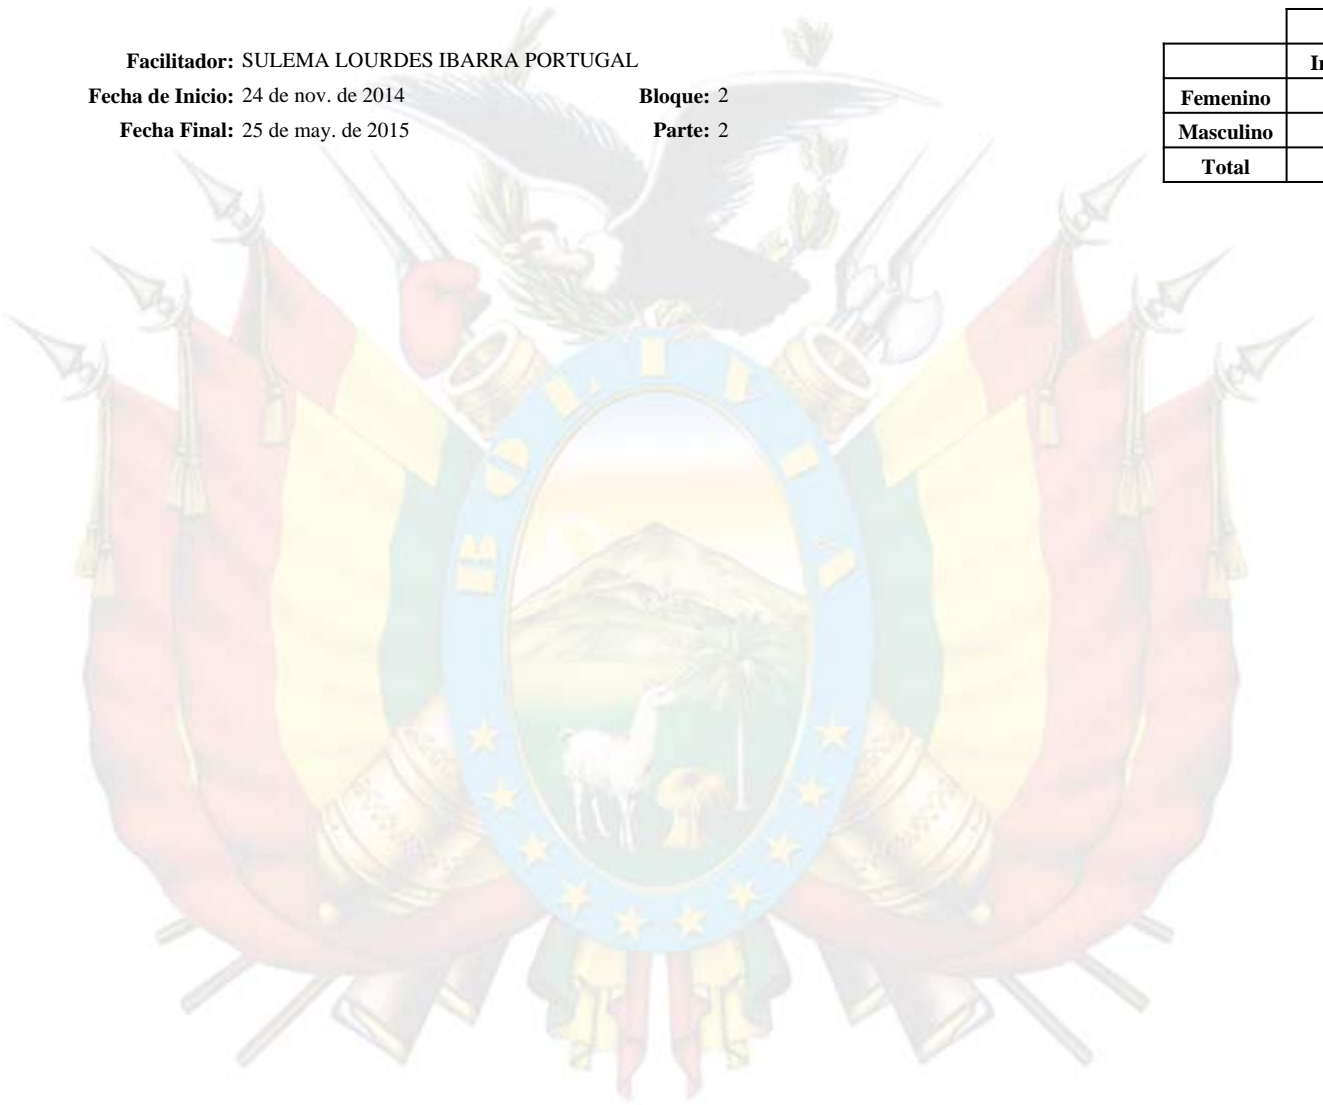 Facilitador: SULEMA LOURDES IBARRA PORTUGAL
Fecha de Inicio: 24 de nov. de 2014 Bloque: 2
Fecha Final: 25 de may. de 2015 Parte: 2
Femenino
Masculino
Total
BOLIVIA